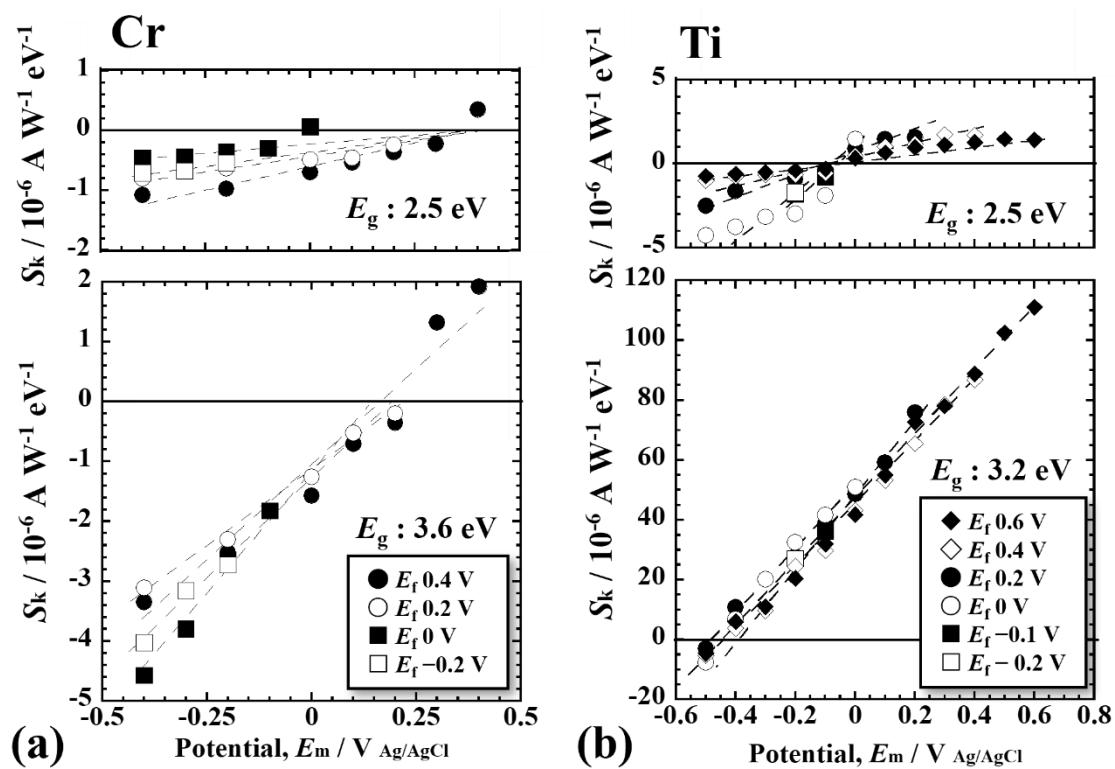 Cr
1
0
-1
-2
Sk / 10-6 A W-1 eV-1
Eg : 2.5 eV
2
1
0
-1
-2
-3
-4
-5
Sk / 10-6 A W-1 eV-1
Eg : 3.6 eV
Ef 0.4 V
Ef 0.2 V
Ef 0 V
Ef −0.2 V
-0.5 -0.25 0 0.25 0.5
(a)
Potential, Em / V Ag/AgCl
Ti
5
0
-5
Sk / 10-6 A W-1 eV-1
Eg : 2.5 eV
120
100
80
60
40
20
0
-20
Sk / 10-6 A W-1 eV-1
Eg : 3.2 eV
Ef 0.6 V
Ef 0.4 V
Ef 0.2 V
Ef 0 V
Ef −0.1 V
Ef − 0.2 V
-0.6 -0.4 -0.2 0 0.2 0.4 0.6 0.8
(b)
Potential, Em / V Ag/AgCl